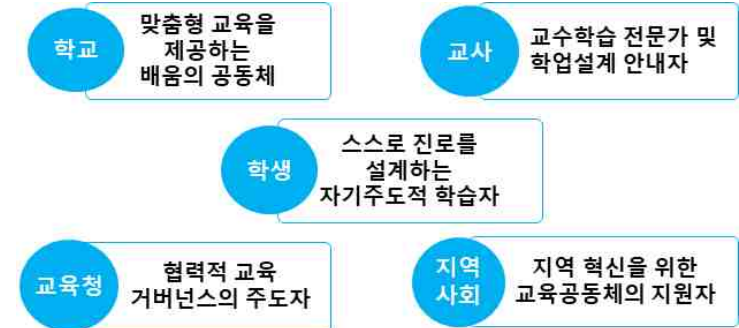 학교
맞춤형 교육을
제공하는
배움의 공동체
교사
교수학습 전문가 및
학업설계 안내자
학생
스스로 진로를
설계하는
자기주도적 학습자
교육청
협력적 교육
거버넌스의 주도자
지역
사회
지역 혁신을 위한
교육공동체의 지원자